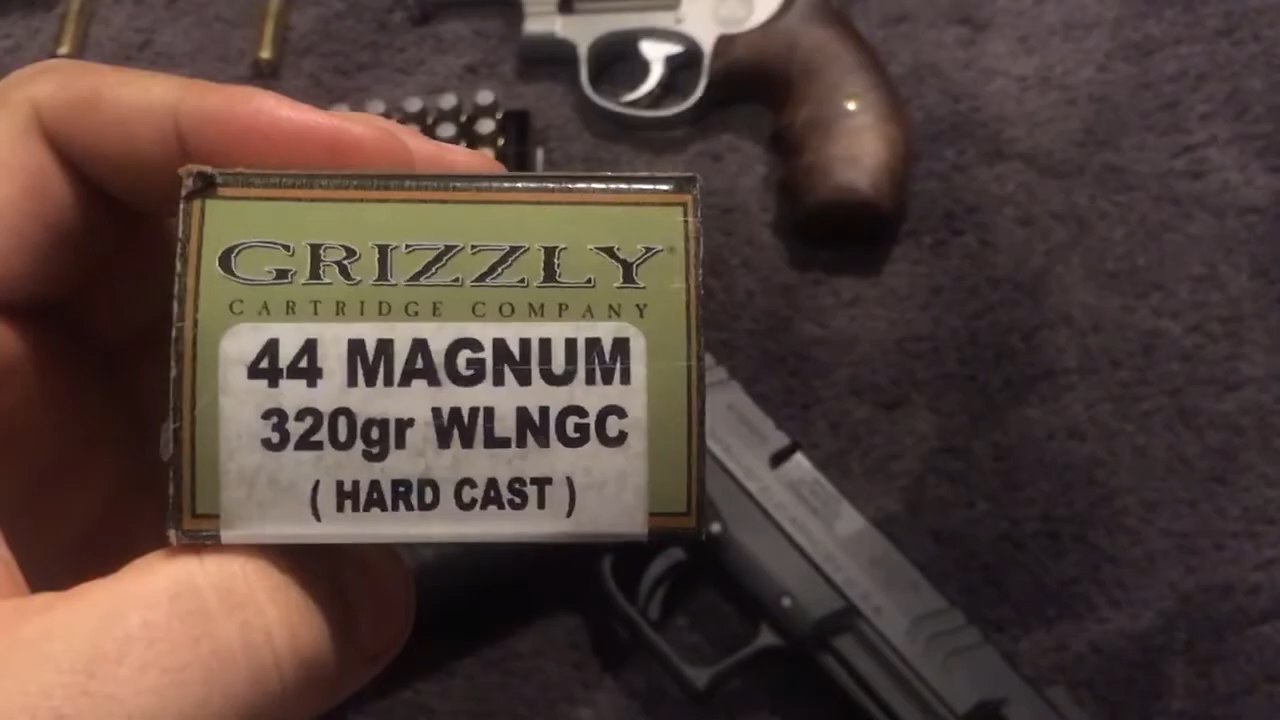 GRIZZLY
CARTRIDGE COMPANY
44 MAGNUM
320gr WLNGC
( HARD CAST )